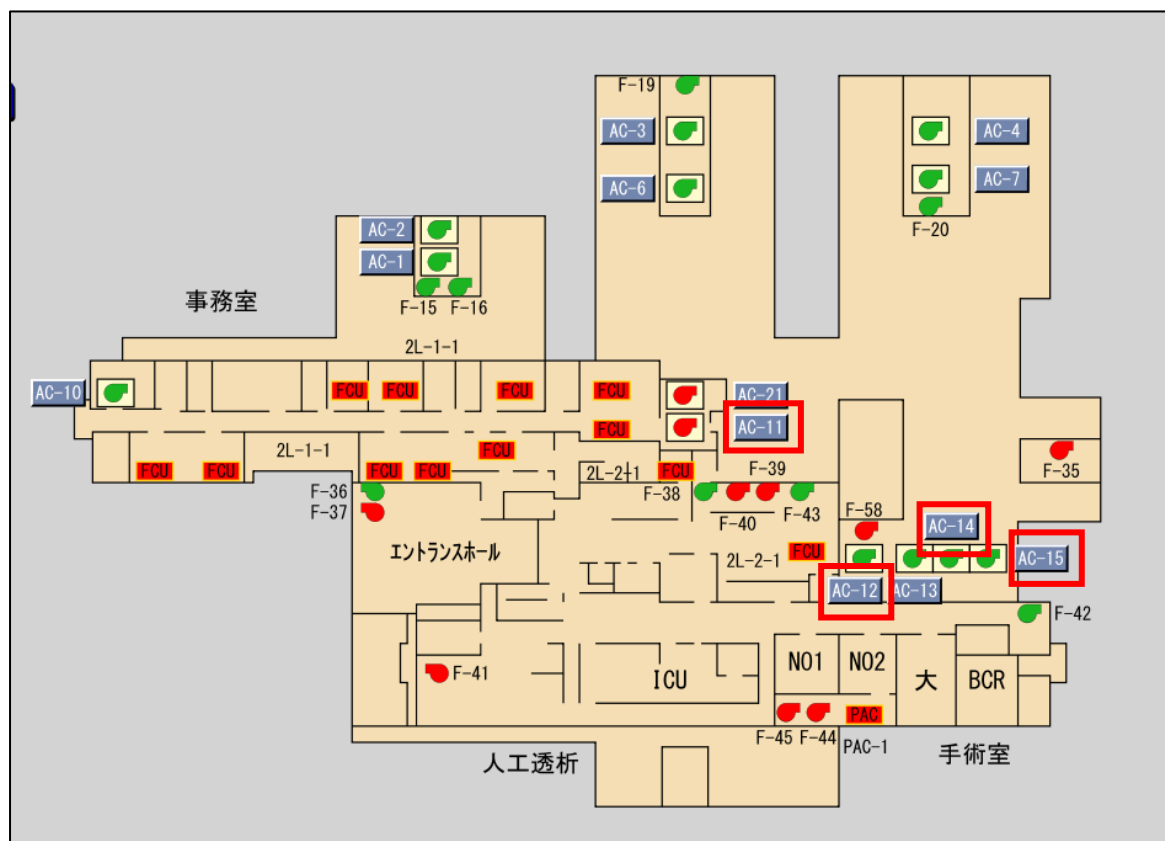 F-19
AC-3
AC-4
AC-6
AC-7
F-20
AC-2
AC-1
F-15 F-16
事務室
2L-1-1
AC-10
FCU FCU FCU FCU
AC-21
AC-11
FCU
FCU
2L-1-1
FCU FCU FCU FCU
2L-2-1
FCU
F-39
F-35
F-36
F-38
F-37
F-40 F-43
F-58
AC-14
エントランスホール
2L-2-1
FCU
AC-15
AC-12
AC-13
F-42
F-41
ICU
NO1
NO2
大
BCR
PAC
F-45 F-44
PAC-1
人工透析
手術室